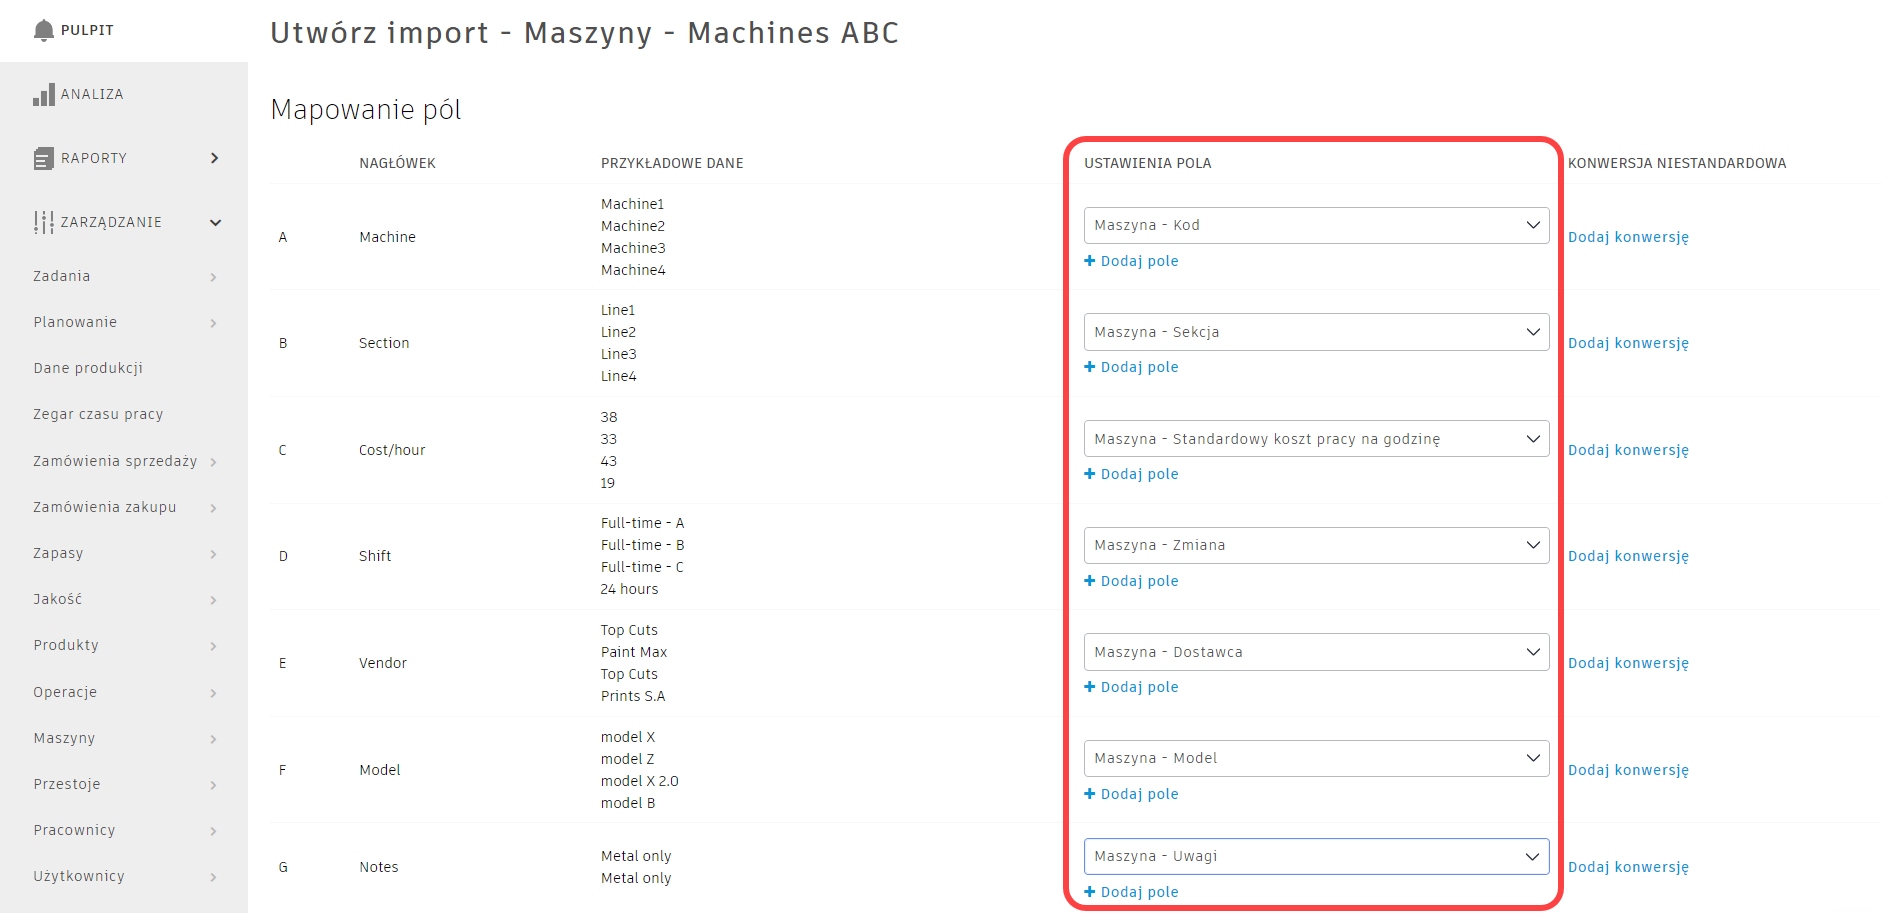 PULPIT
ANALIZA
RAPORTY
ZARZĄDZANIE
Zadania
Planowanie
Dane produkcji
Zegar czasu pracy
Zamówienia sprzedaży
Zamówienia zakupu
Zapasy
Jakość
Produkty
Operacje
Maszyny
Przestoje
Pracownicy
Użytkownicy
Utwórz import - Maszyny - Machines ABC
Mapowanie pól
NAGŁÓWEK PRZYKŁADOWE DANE USTAWIENIA POLA KONWERSJA NIESTANDARDOWA
A Machine
Machine1
Machine2
Machine3
Machine4
Maszyna - Kod
+ Dodaj pole
Dodaj konwersję
B Section
Line1
Line2
Line3
Line4
Maszyna - Sekcja
+ Dodaj pole
Dodaj konwersję
C Cost/hour
38
33
43
19
Maszyna - Standardowy koszt pracy na godzinę
+ Dodaj pole
Dodaj konwersję
D Shift
Full-time - A
Full-time - B
Full-time - C
24 hours
Maszyna - Zmiana
+ Dodaj pole
Dodaj konwersję
E Vendor
Top Cuts
Paint Max
Top Cuts
Prints S.A
Maszyna - Dostawca
+ Dodaj pole
Dodaj konwersję
F Model
model X
model Z
model X 2.0
model B
Maszyna - Model
+ Dodaj pole
Dodaj konwersję
G Notes
Metal only
Metal only
Maszyna - Uwagi
+ Dodaj pole
Dodaj konwersję